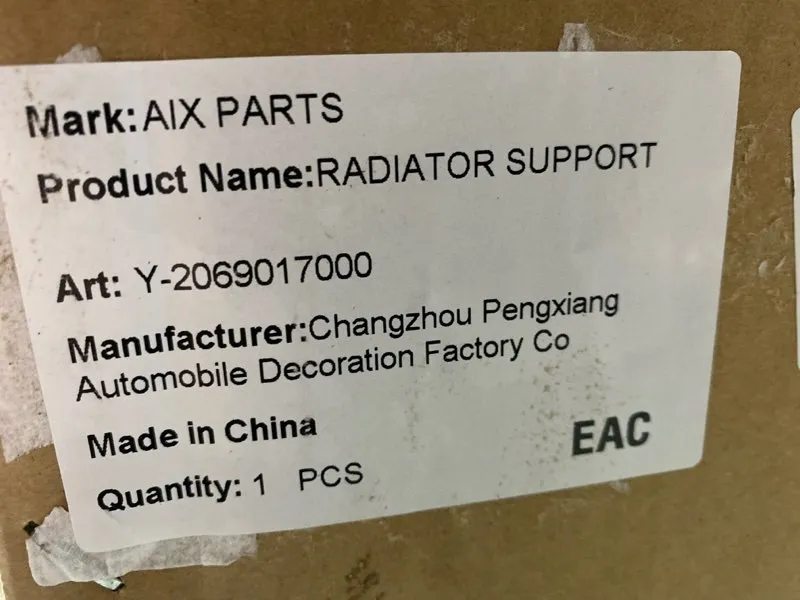 Mark:AIX PARTS
Product Name:RADIATOR SUPPORT
Art: Y-2069017000
Manufacturer:Changzhou Pengxiang
Automobile Decoration Factory Co
Made in China
EAC
Quantity: 1 PCS